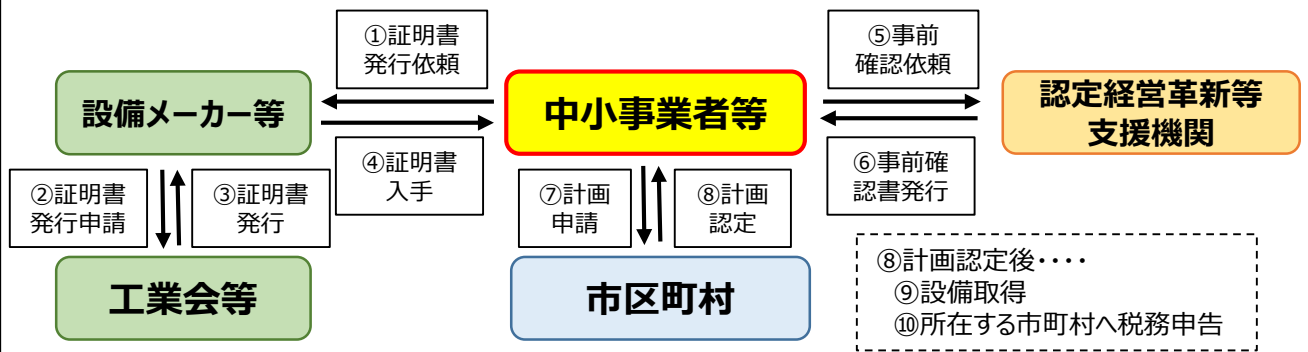 ①証明書
発行依頼
⑤事前
確認依頼
設備メーカー等
中小事業者等
認定経営革新等
支援機関
④証明書
入手
⑥事前確
認書発行
②証明書
発行申請
③証明書
発行
⑦計画
申請
⑧計画
認定
工業会等
市区町村
⑧計画認定後・・・・
⑨設備取得
⑩所在する市町村へ税務申告